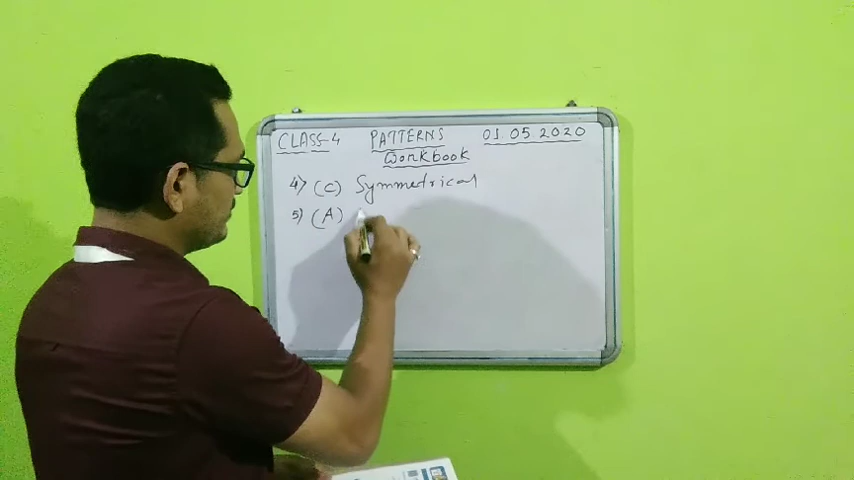 CLASS-4 PATTERNS 01.05.2020
Workbook
4) (C) Symmetrical
5) (A)